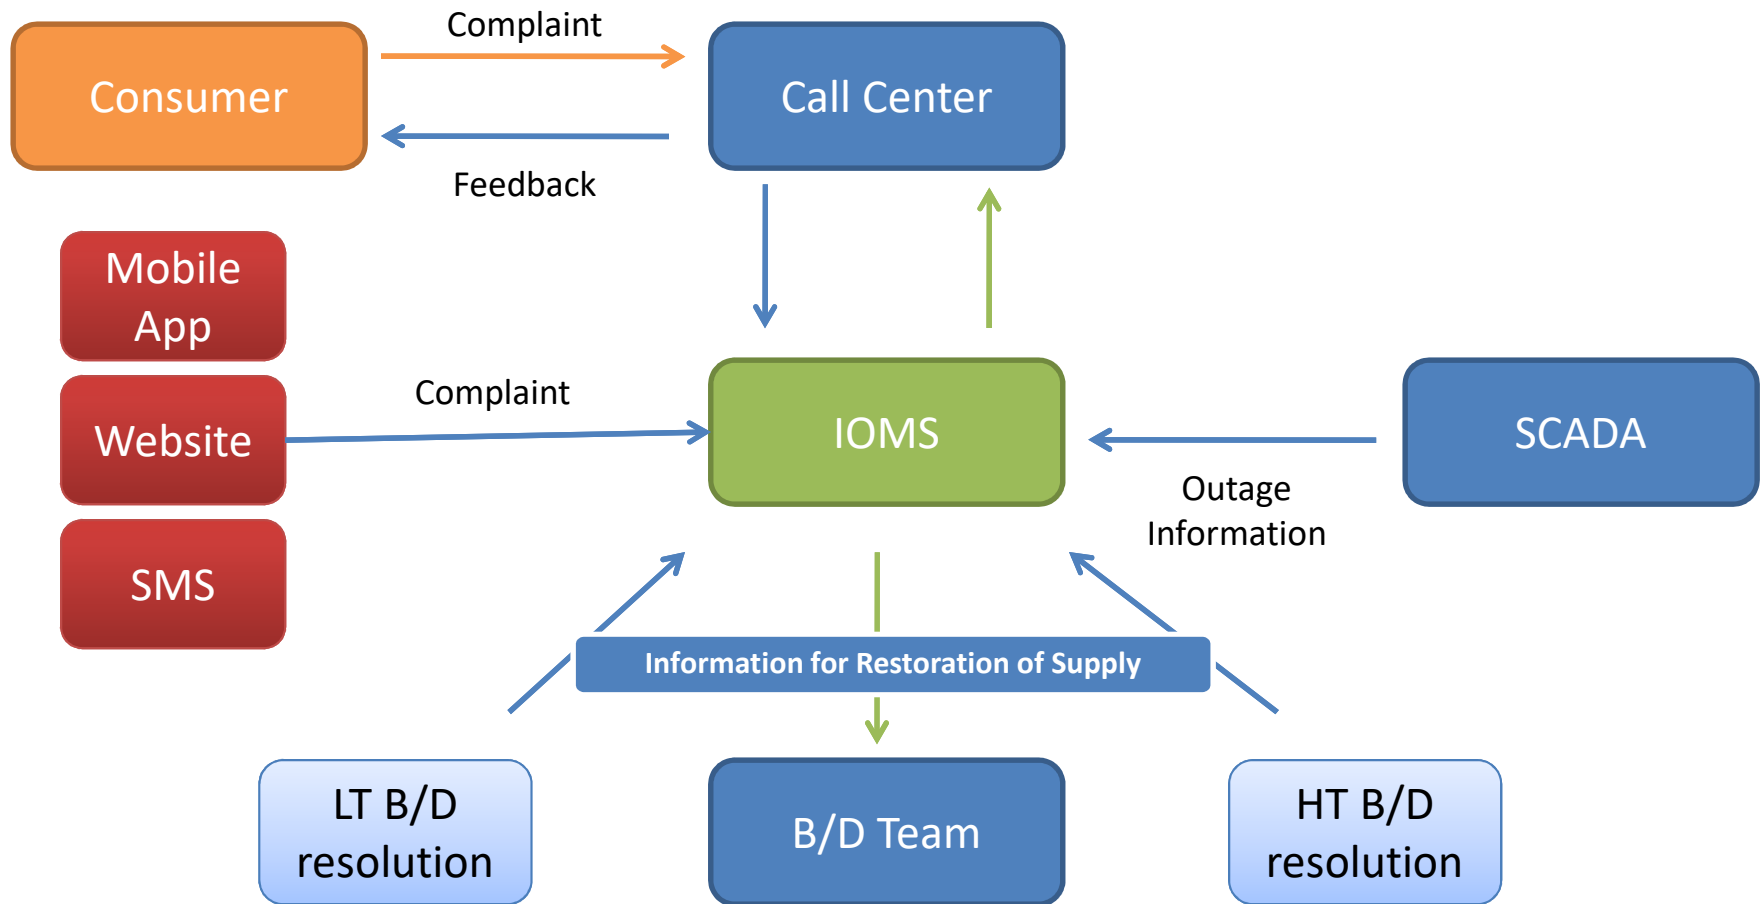 Complaint
Consumer
Call Center
Feedback
Mobile
App
Complaint
Website
IOMS
SCADA
Outage
Information
SMS
Information for Restoration of Supply
LT B/D
resolution
B/D Team
HT B/D
resolution